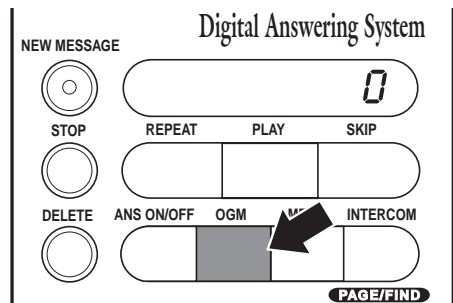 Digital Answering System
NEW MESSAGE
0
STOP REPEAT PLAY SKIP
DELETE ANS ON/OFF OGM INTERCOM
PAGE/FIND